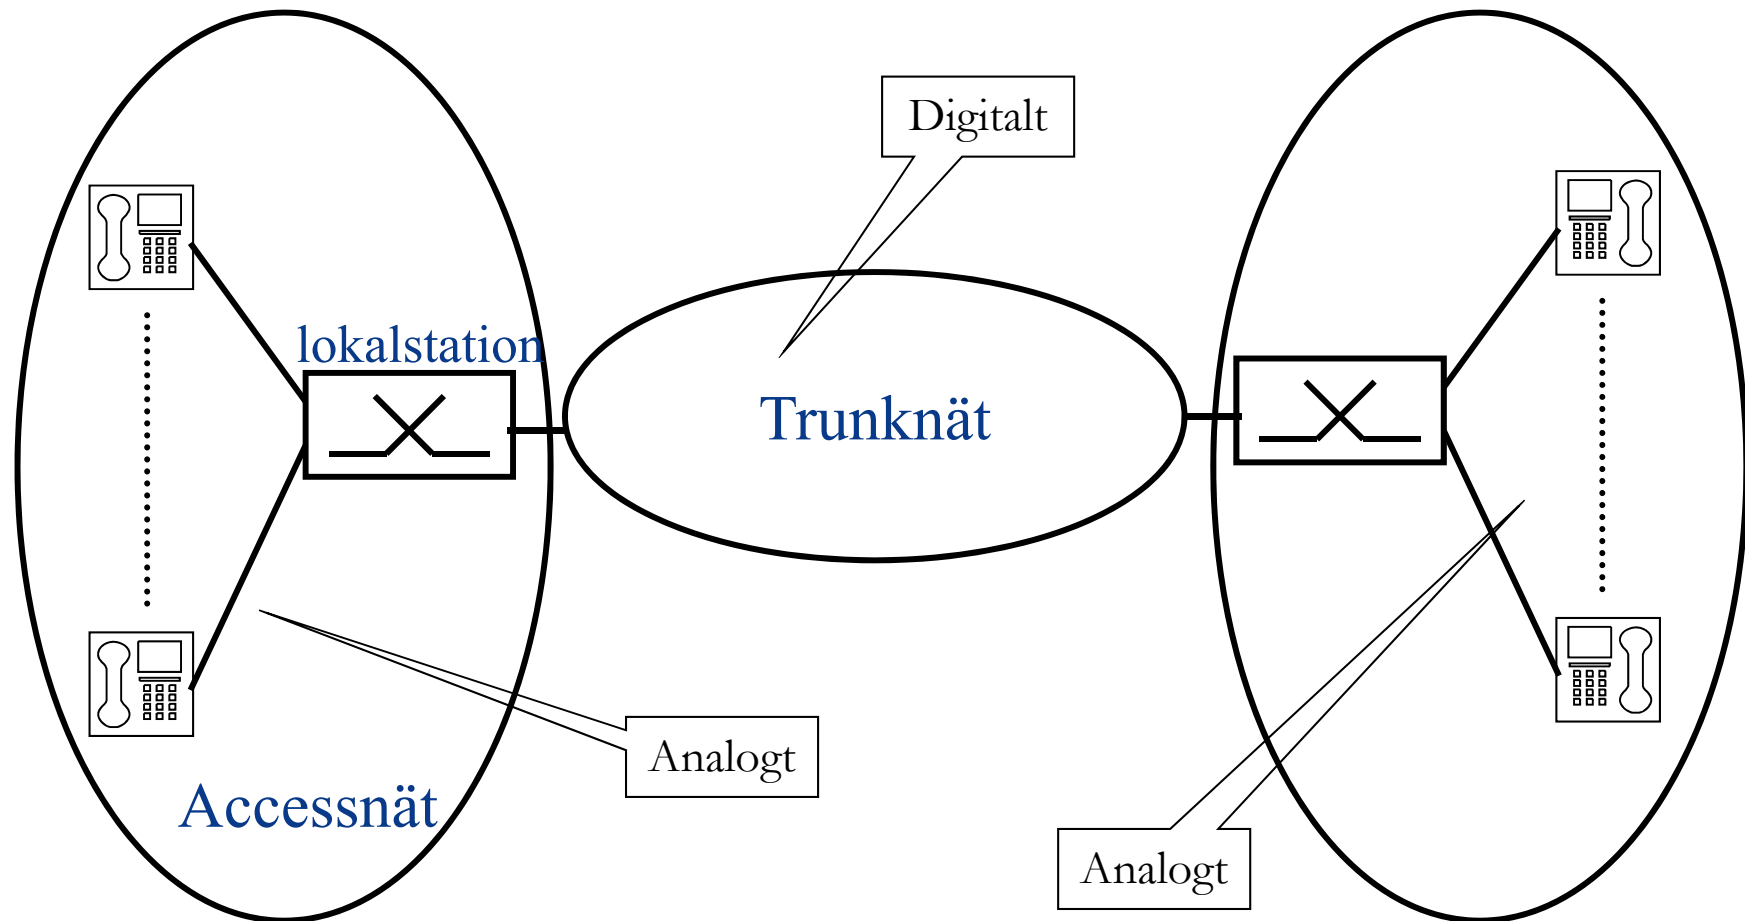 Digitalt
lokalstation
Trunknät
Analogt
Accessnät
Analogt